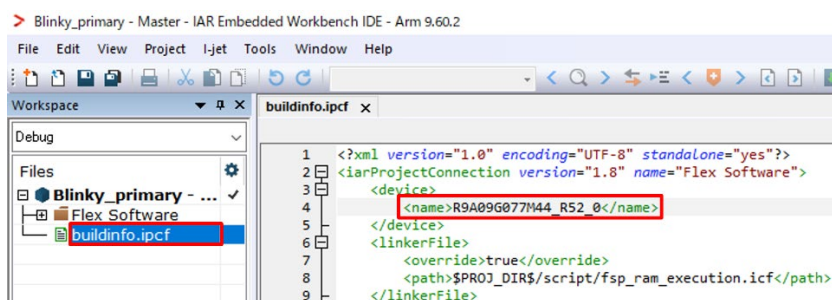 Blinky_primary - Master - IAR Embedded Workbench IDE - Arm 9.60.2
File Edit View Project I-jet Tools Window Help
Workspace
buildinfo.ipcf
Debug
Files
Blinky_primary - ...
Flex Software
buildinfo.ipcf
1 <?xml version="1.0" encoding="UTF-8" standalone="yes"?>
2 <iarProjectConnection version="1.8" name="Flex Software">
3 <device>
4 <name>R9A09G077M44_R52_0</name>
5 </device>
6 <linkerFile>
7 <override>true</override>
8 <path>$PROJ_DIR$/script/fsp_ram_execution.icf</path>
9 </linkerFile>